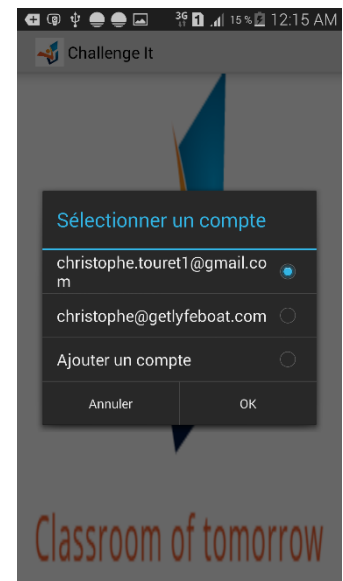 3G 1 15 % 12:15 AM
Challenge It
Sélectionner un compte
christophe.touret1@gmail.co
m
christophe@getlyfeboat.com
Ajouter un compte
Annuler OK
Classroom of tomorrow